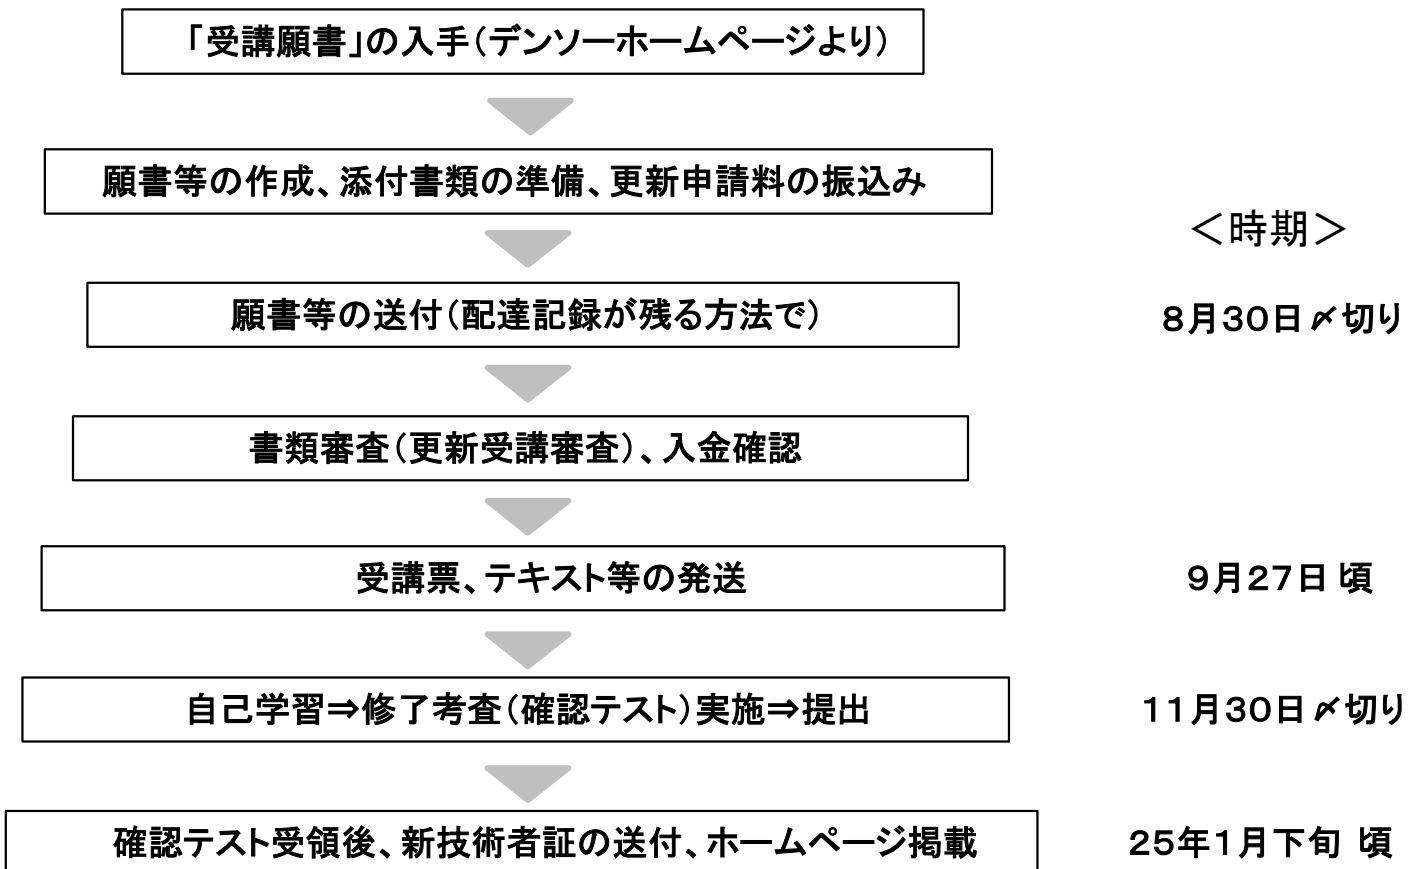 「受講願書」の入手(デンソーホームページより)
願書等の作成、添付書類の準備、更新申請料の振込み
<時期>
願書等の送付(配達記録が残る方法で)
8月30日〆切り
書類審査(更新受講審査)、入金確認
受講票、テキスト等の発送
9月27日 頃
自己学習⇒修了考査(確認テスト)実施⇒提出
11月30日〆切り
確認テスト受領後、新技術者証の送付、ホームページ掲載
25年1月下旬 頃